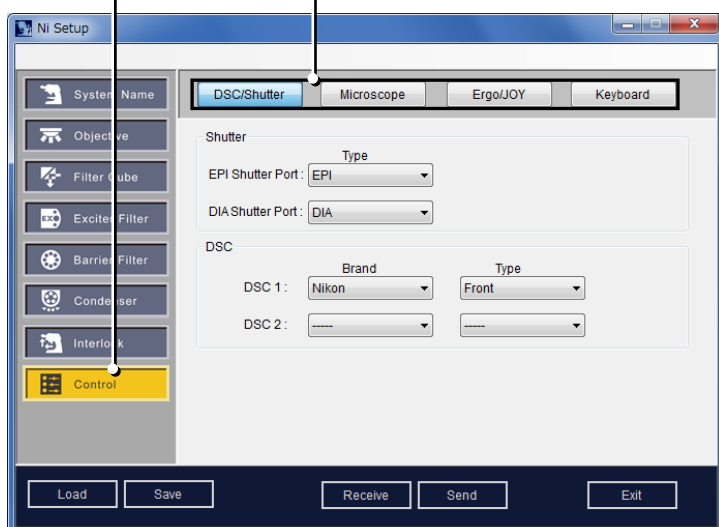 Ni Setup
System Name
Objective
Filter Cube
EXC Exciter Filter
Barrier Filter
Condenser
Interlock
Control
DSC/Shutter Microscope Ergo/JOY Keyboard
Shutter
Type
EPI Shutter Port : EPI
DIA Shutter Port : DIA
DSC
Brand Type
DSC 1 : Nikon Front
DSC 2 : ----- -----
Load Save Receive Send Exit